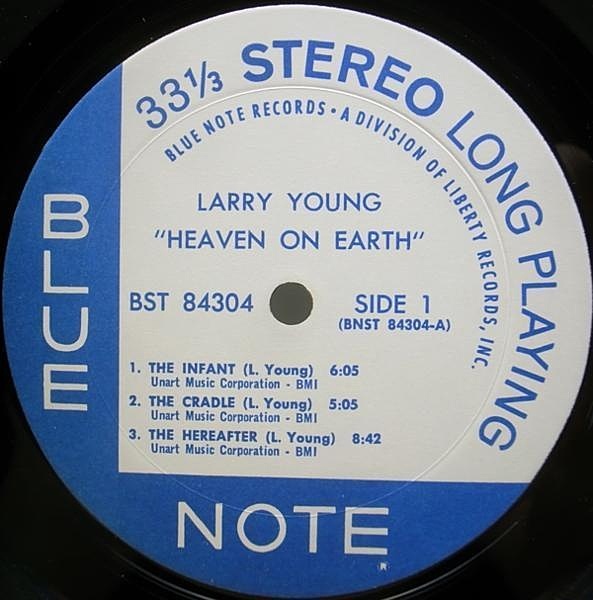 33⅓ STEREO LONG PLAYING
BLUE NOTE RECORDS • A DIVISION OF LIBERTY RECORDS, INC.
LARRY YOUNG
"HEAVEN ON EARTH"
BST 84304
SIDE 1
(BNST 84304-A)
1. THE INFANT (L. Young) 6:05
Unart Music Corporation - BMI
2. THE CRADLE (L. Young) 5:05
Unart Music Corporation - BMI
3. THE HEREAFTER (L. Young) 8:42
Unart Music Corporation - BMI
BLUE
NOTE